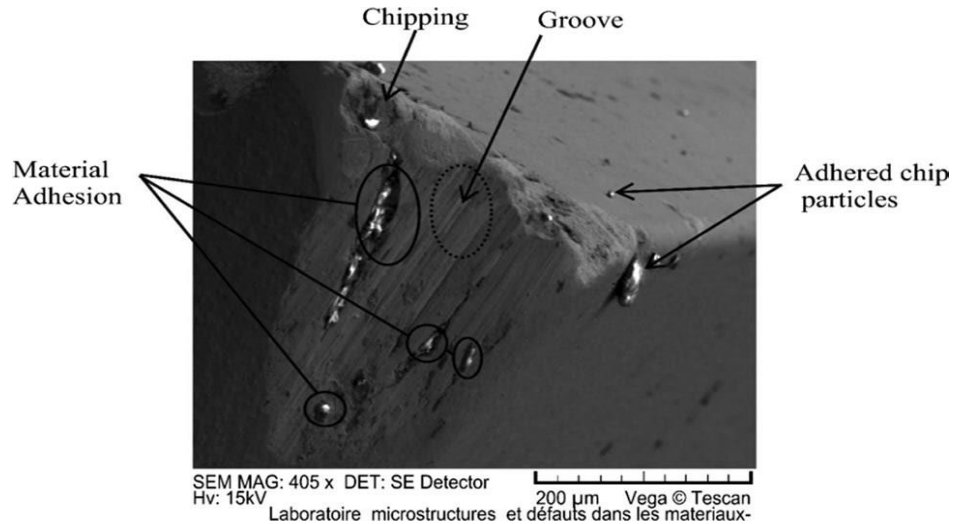 Chipping
Groove
Material
Adhesion
Adhered chip
particles
SEM MAG: 405 x DET: SE Detector
Hv: 15kV
200 µm
Vega © Tescan
Laboratoire microstructures et défauts dans les materiaux-